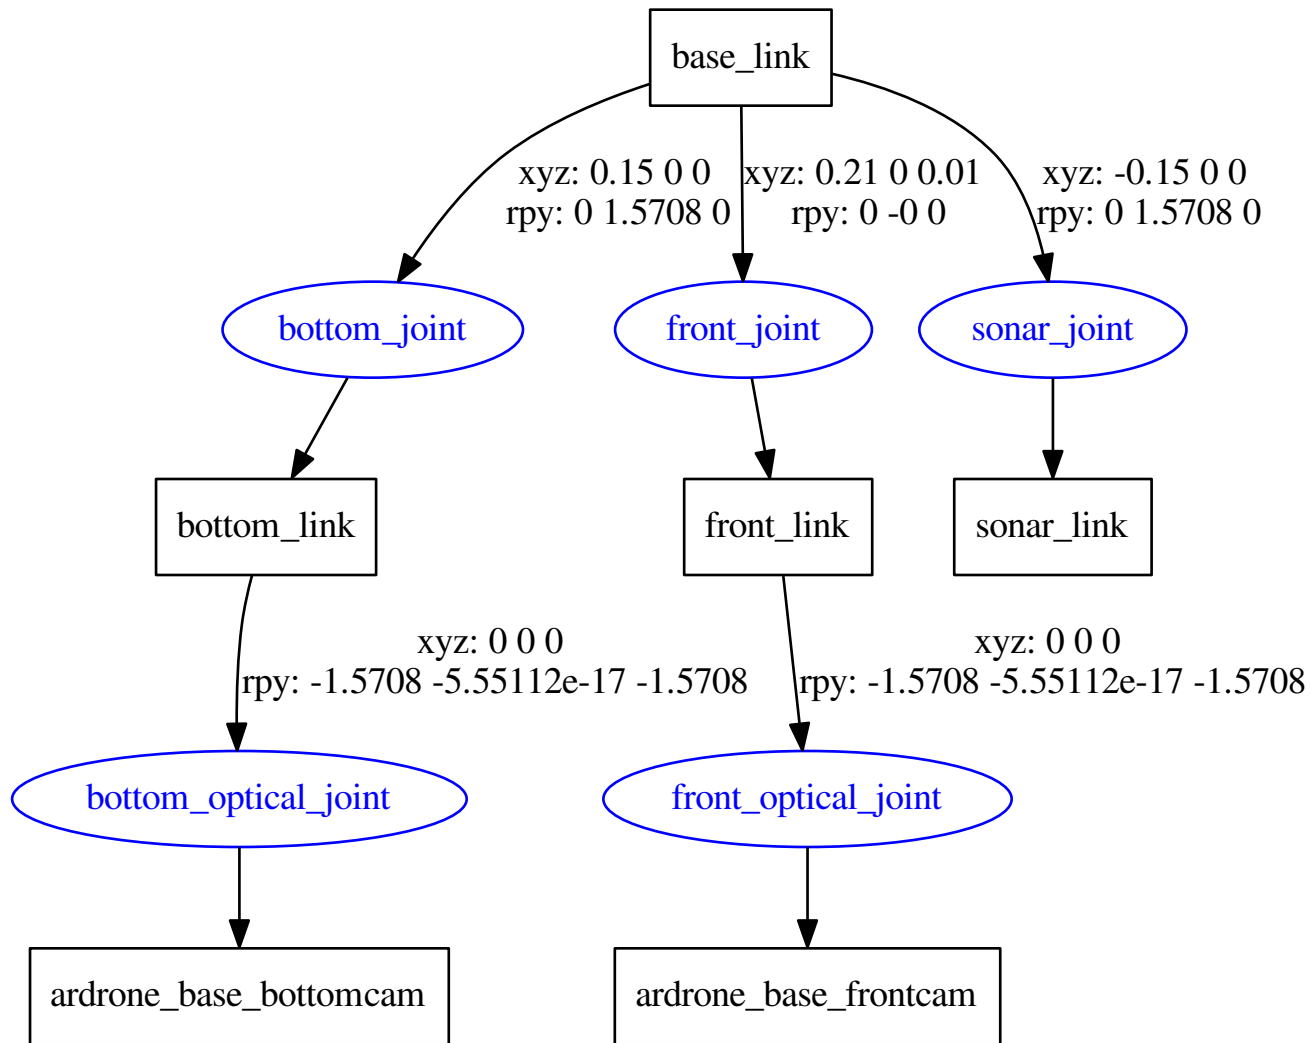 base_link
xyz: 0.15 0 0
rpy: 0 1.5708 0
xyz: 0.21 0 0.01
rpy: 0 -0 0
xyz: -0.15 0 0
rpy: 0 1.5708 0
bottom_joint
front_joint
sonar_joint
bottom_link
front_link
sonar_link
xyz: 0 0 0
rpy: -1.5708 -5.55112e-17 -1.5708
xyz: 0 0 0
rpy: -1.5708 -5.55112e-17 -1.5708
bottom_optical_joint
front_optical_joint
ardrone_base_bottomcam
ardrone_base_frontcam